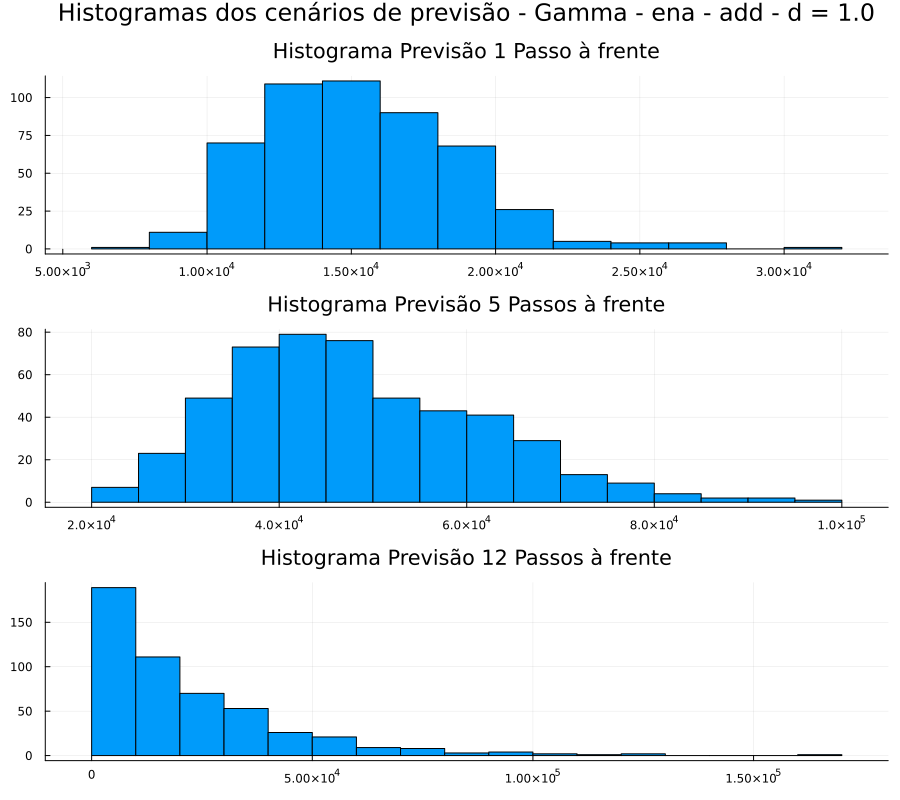 Histogramas dos cenários de previsão - Gamma - ena - add - d = 1.0
Histograma Previsão 1 Passo à frente
100
75
50
25
0
5.00×10³ 1.00×10⁴ 1.50×10⁴ 2.00×10⁴ 2.50×10⁴ 3.00×10⁴
Histograma Previsão 5 Passos à frente
80
60
40
20
0
2.0×10⁴ 4.0×10⁴ 6.0×10⁴ 8.0×10⁴ 1.0×10⁵
Histograma Previsão 12 Passos à frente
150
100
50
0
0 5.00×10⁴ 1.00×10⁵ 1.50×10⁵